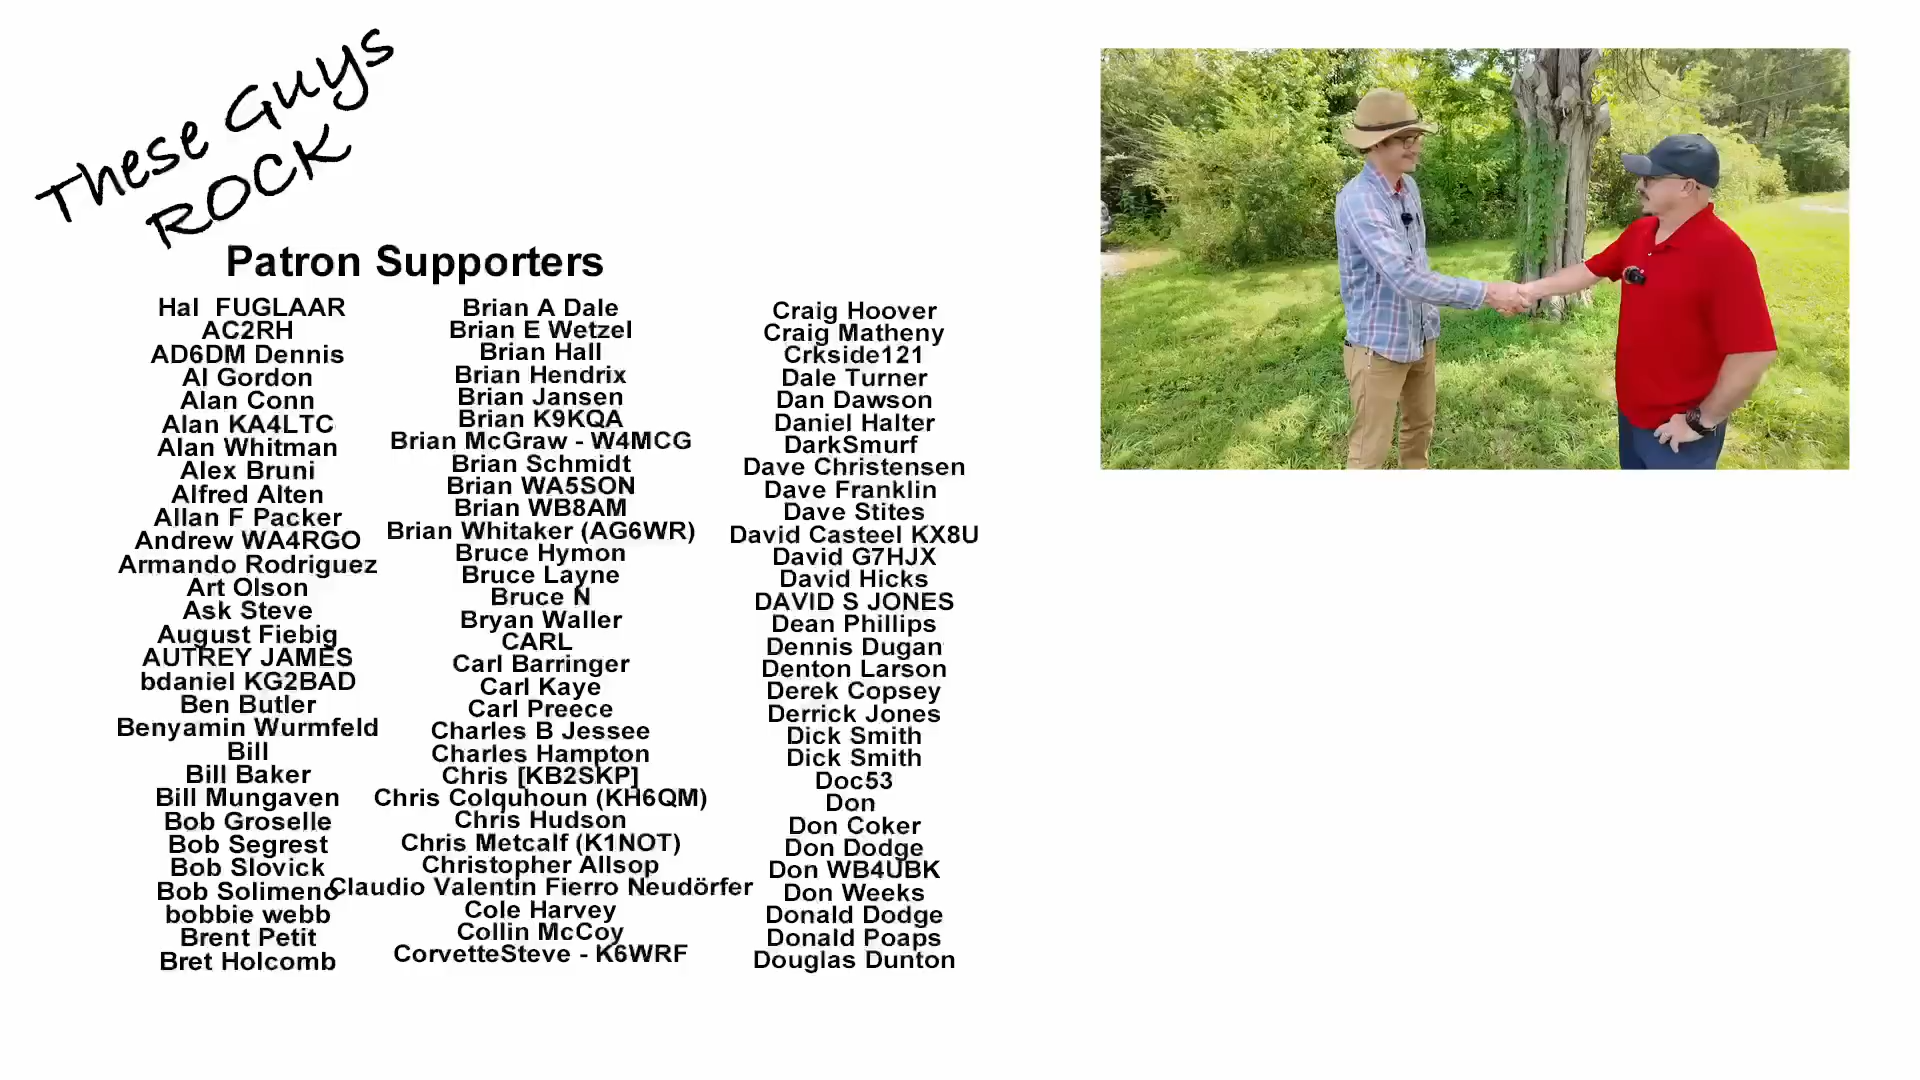 These Guys
ROCK
Patron Supporters
Hal FUGLAAR
AC2RH
AD6DM Dennis
Al Gordon
Alan Conn
Alan KA4LTC
Alan Whitman
Alex Bruni
Alfred Alten
Allan F Packer
Andrew WA4RGO
Armando Rodriguez
Art Olson
Ask Steve
August Fiebig
AUTREY JAMES
bdaniel KG2BAD
Ben Butler
Benyamin Wurmfeld
Bill
Bill Baker
Bill Mungaven
Bob Groselle
Bob Segrest
Bob Slovick
Bob Solimeno
bobbie webb
Brent Petit
Bret Holcomb
Brian A Dale
Brian E Wetzel
Brian Hall
Brian Hendrix
Brian Jansen
Brian K9KQA
Brian McGraw - W4MCG
Brian Schmidt
Brian WA5SON
Brian WB8AM
Brian Whitaker (AG6WR)
Bruce Hymon
Bruce Layne
Bruce N
Bryan Waller
CARL
Carl Barringer
Carl Kaye
Carl Preece
Charles B Jessee
Charles Hampton
Chris [KB2SKP]
Chris Colquhoun (KH6QM)
Chris Hudson
Chris Metcalf (K1NOT)
Christopher Allsop
Claudio Valentin Fierro Neudörfer
Cole Harvey
Collin McCoy
CorvetteSteve - K6WRF
Craig Hoover
Craig Matheny
Crkside121
Dale Turner
Dan Dawson
Daniel Halter
DarkSmurf
Dave Christensen
Dave Franklin
Dave Stites
David Casteel KX8U
David G7HJX
David Hicks
DAVID S JONES
Dean Phillips
Dennis Dugan
Denton Larson
Derek Copsey
Derrick Jones
Dick Smith
Dick Smith
Doc53
Don
Don Coker
Don Dodge
Don WB4UBK
Don Weeks
Donald Dodge
Donald Poaps
Douglas Dunton